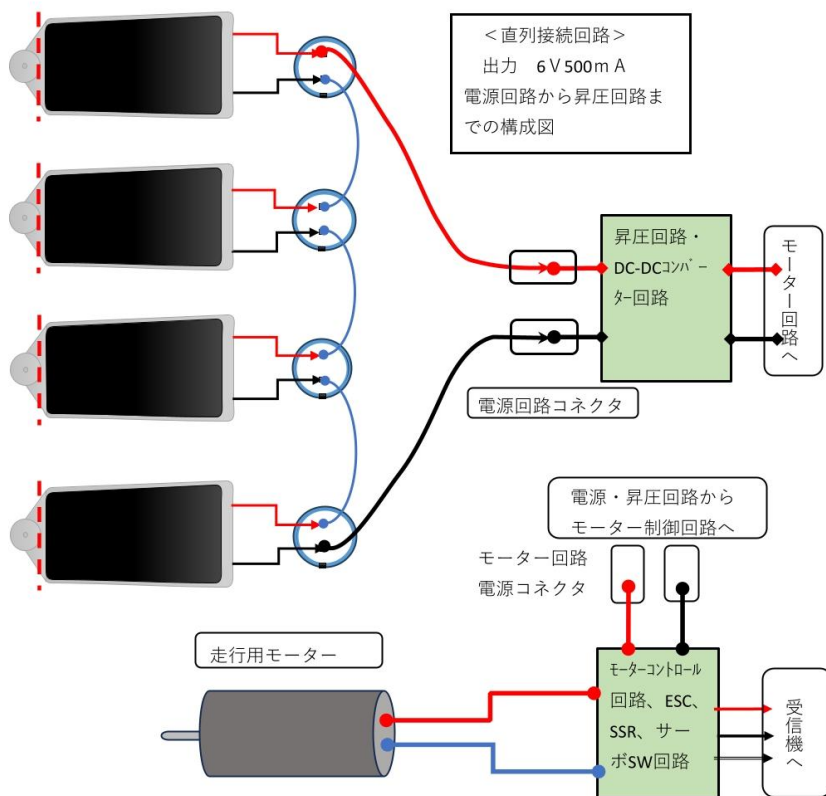 ＜直列接続回路＞
出力　6V500mA
電源回路から昇圧回路ま
での構成図
昇圧回路・
DC-DCｺﾝﾊﾞｰ
ﾀｰ回路
モーター回路へ
電源回路コネクタ
電源・昇圧回路から
モーター制御回路へ
モーター回路
電源コネクタ
走行用モーター
ﾓｰﾀｰｺﾝﾄﾛｰﾙ
回路、ESC、
SSR、サー
ボSW回路
受信機へ